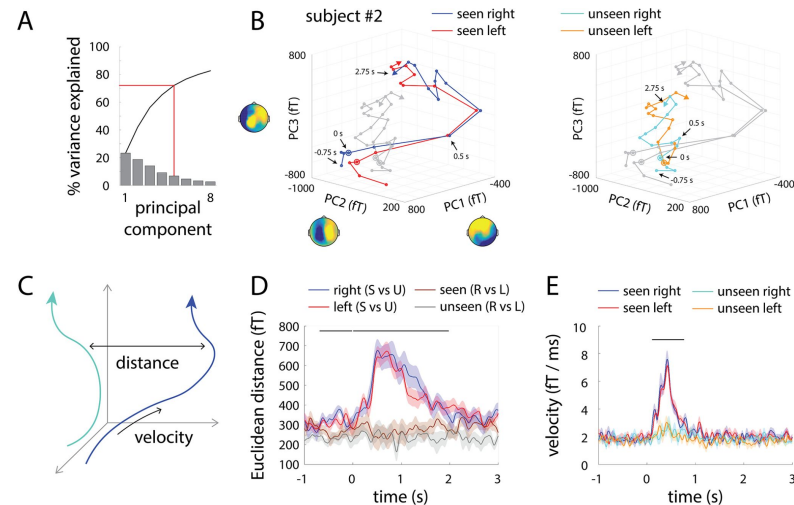 A
% variance explained
100
80
60
40
20
0
1
8
principal
component
B
subject #2
seen right
seen left
unseen right
unseen left
800
PC3 (fT)
-800
-1000
PC2 (fT)
200
800
PC1 (fT)
-400
2.75 s
0 s
-0.75 s
0.5 s
800
PC3 (fT)
-800
-1000
PC2 (fT)
200
800
PC1 (fT)
-400
2.75 s
0.5 s
0 s
-0.75 s
C
distance
velocity
D
right (S vs U)
left (S vs U)
seen (R vs L)
unseen (R vs L)
Euclidean distance (fT)
800
700
600
500
400
300
200
100
-1
0
1
2
3
time (s)
E
seen right
seen left
unseen right
unseen left
velocity (fT / ms)
10
8
6
4
2
0
-1
0
1
2
3
time (s)